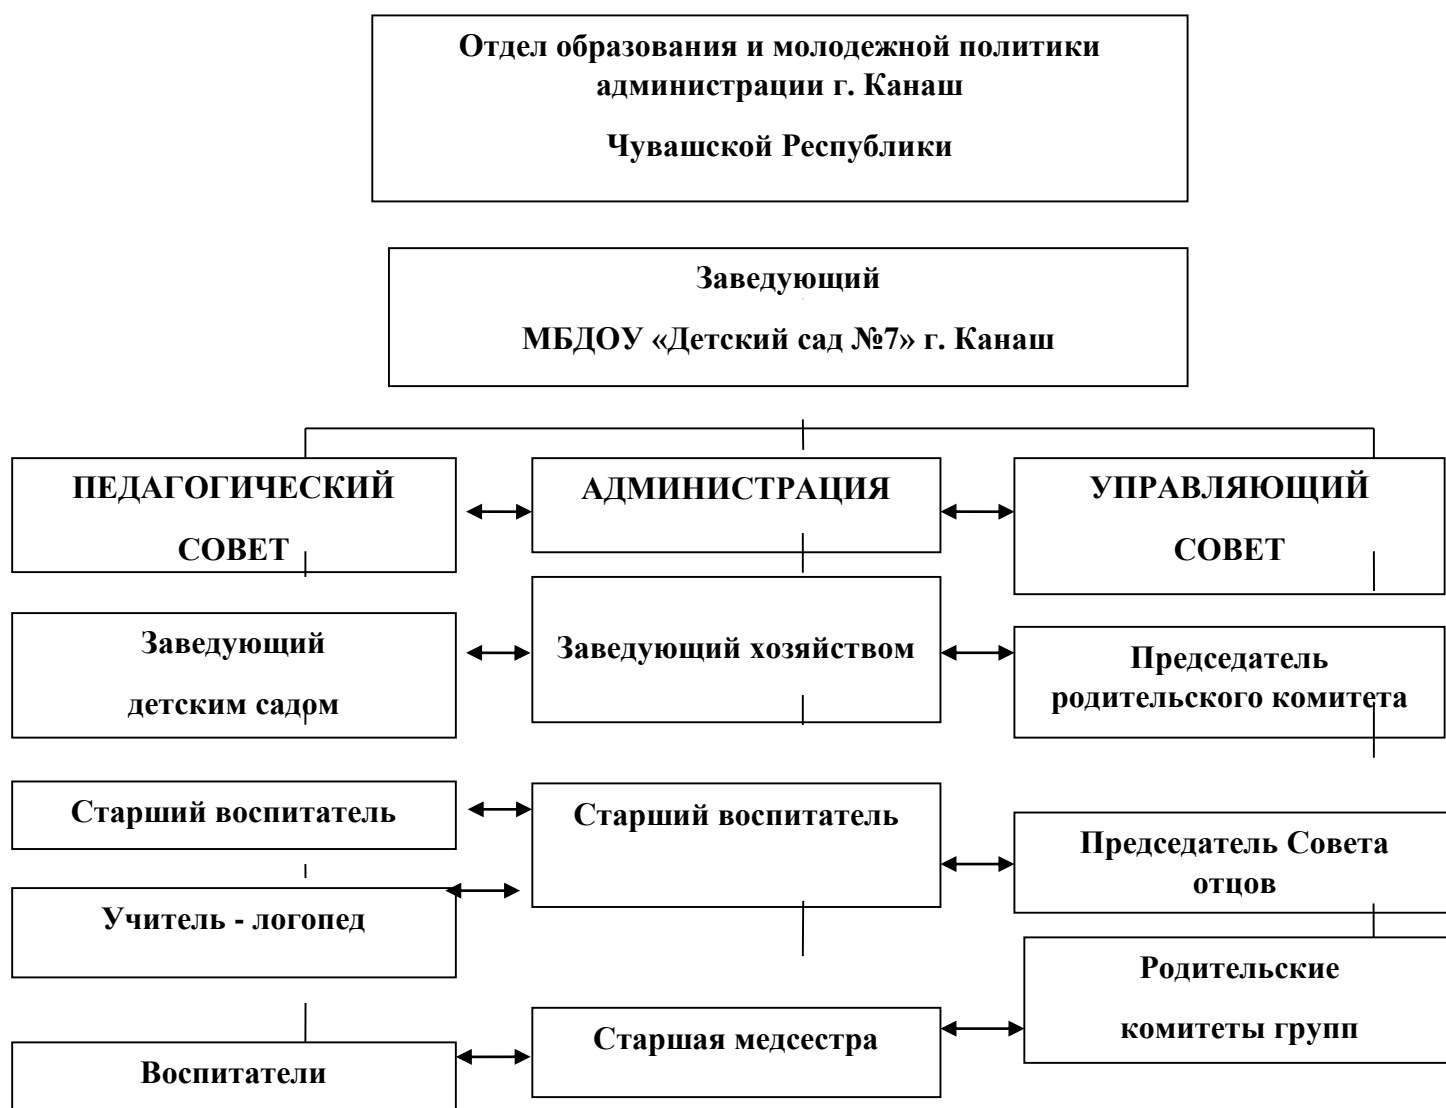 Отдел образования и молодежной политики
администрации г. Канаш
Чувашской Республики
Заведующий
МБДОУ «Детский сад №7» г. Канаш
ПЕДАГОГИЧЕСКИЙ
СОВЕТ
АДМИНИСТРАЦИЯ
УПРАВЛЯЮЩИЙ
СОВЕТ
Заведующий
детским садом
Заведующий хозяйством
Председатель
родительского комитета
Старший воспитатель
Старший воспитатель
Председатель Совета
отцов
Учитель - логопед
Родительские
комитеты групп
Старшая медсестра
Воспитатели